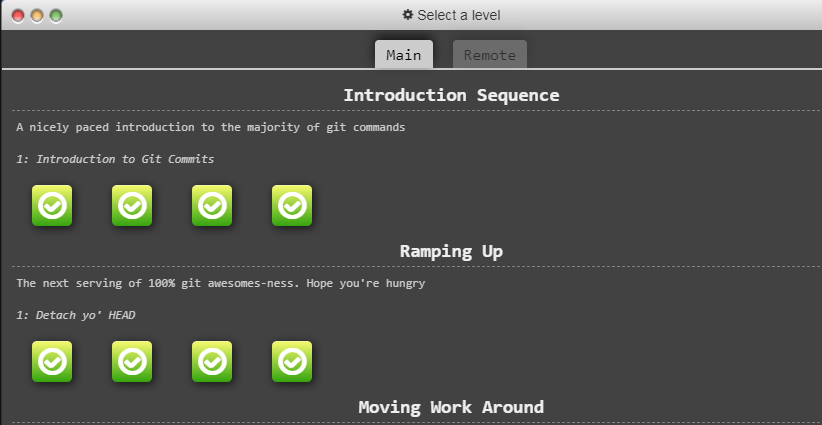 Select a level
Main Remote
Introduction Sequence
A nicely paced introduction to the majority of git commands
1: Introduction to Git Commits
Ramping Up
The next serving of 100% git awesomes-ness. Hope you're hungry
1: Detach yo' HEAD
Moving Work Around